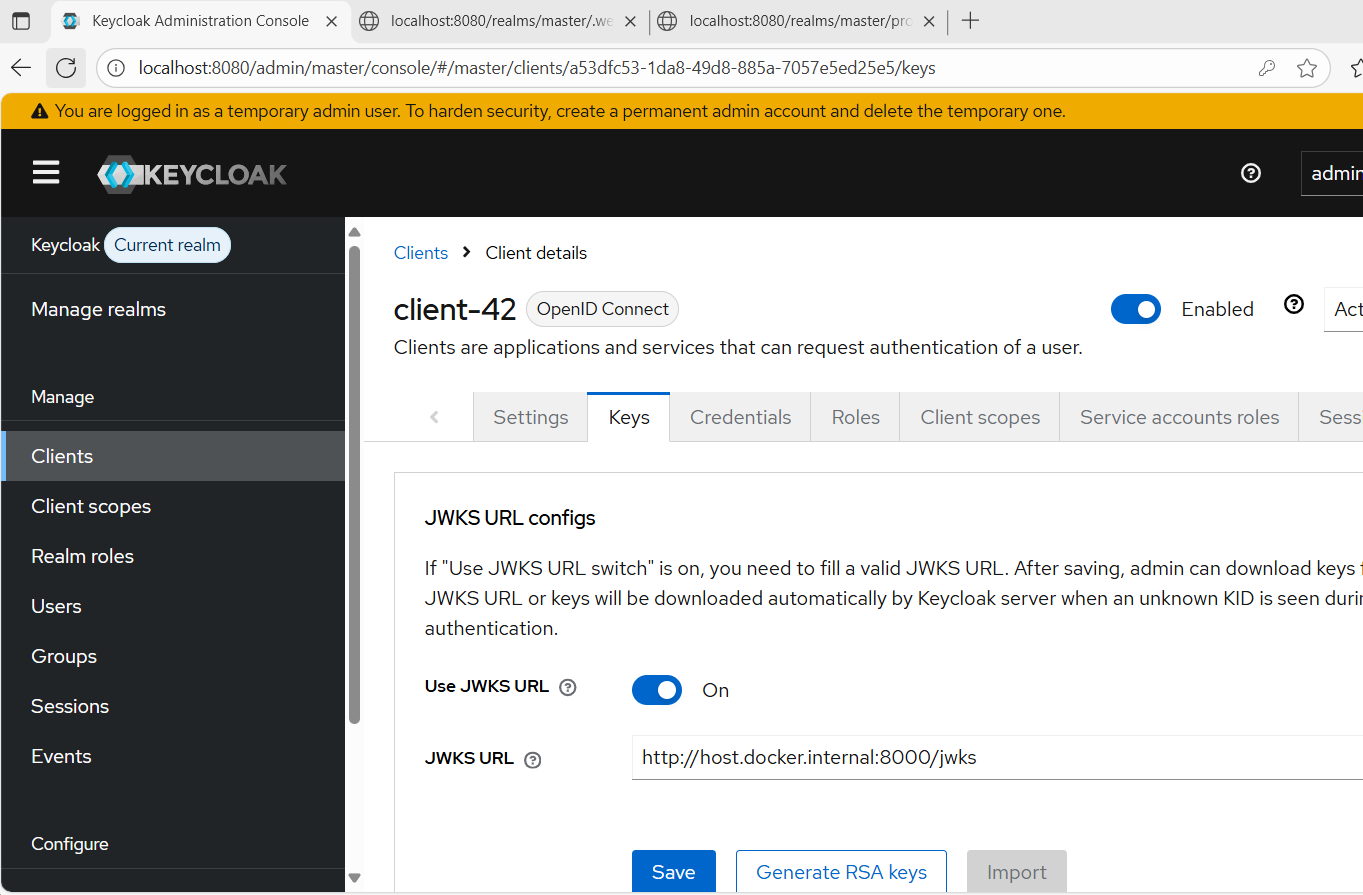 Keycloak Administration Console
localhost:8080/realms/master/.we
localhost:8080/realms/master/pro
localhost:8080/admin/master/console/#/master/clients/a53dfc53-1da8-49d8-885a-7057e5ed25e5/keys
You are logged in as a temporary admin user. To harden security, create a permanent admin account and delete the temporary one.
KEYCLOAK
admin
Keycloak Current realm
Manage realms
Manage
Clients
Client scopes
Realm roles
Users
Groups
Sessions
Events
Configure
Clients > Client details
client-42 OpenID Connect
Enabled
Act
Clients are applications and services that can request authentication of a user.
Settings Keys Credentials Roles Client scopes Service accounts roles Sess
JWKS URL configs
If "Use JWKS URL switch" is on, you need to fill a valid JWKS URL. After saving, admin can download keys f
JWKS URL or keys will be downloaded automatically by Keycloak server when an unknown KID is seen durin
authentication.
Use JWKS URL On
JWKS URL http://host.docker.internal:8000/jwks
Save Generate RSA keys Import